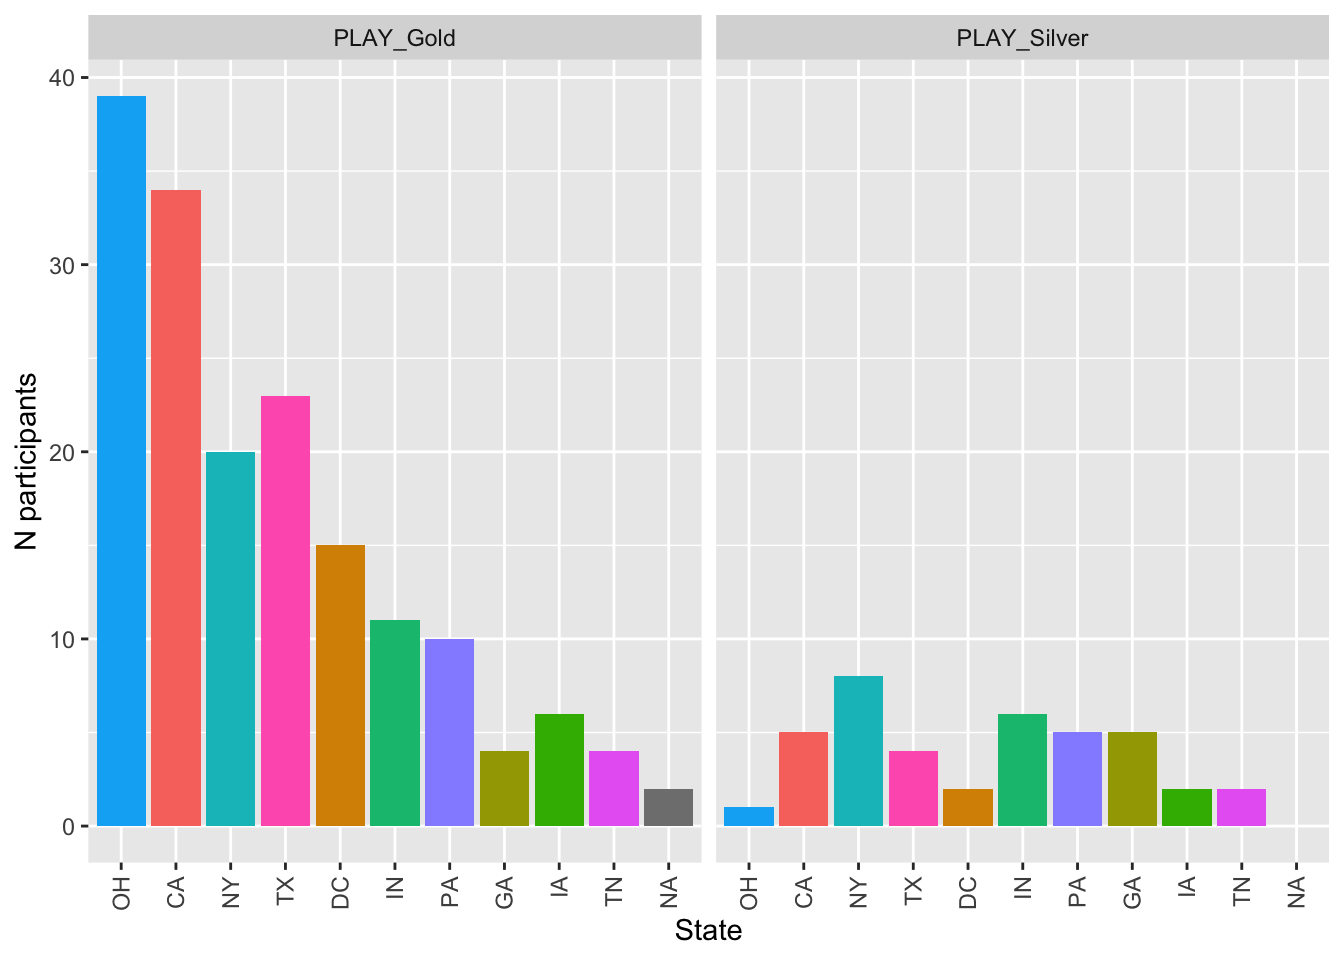 PLAY_Gold PLAY_Silver
N participants
40
30
20
10
0
OH CA NY TX DC IN PA GA IA TN NA OH CA NY TX DC IN PA GA IA TN NA
State